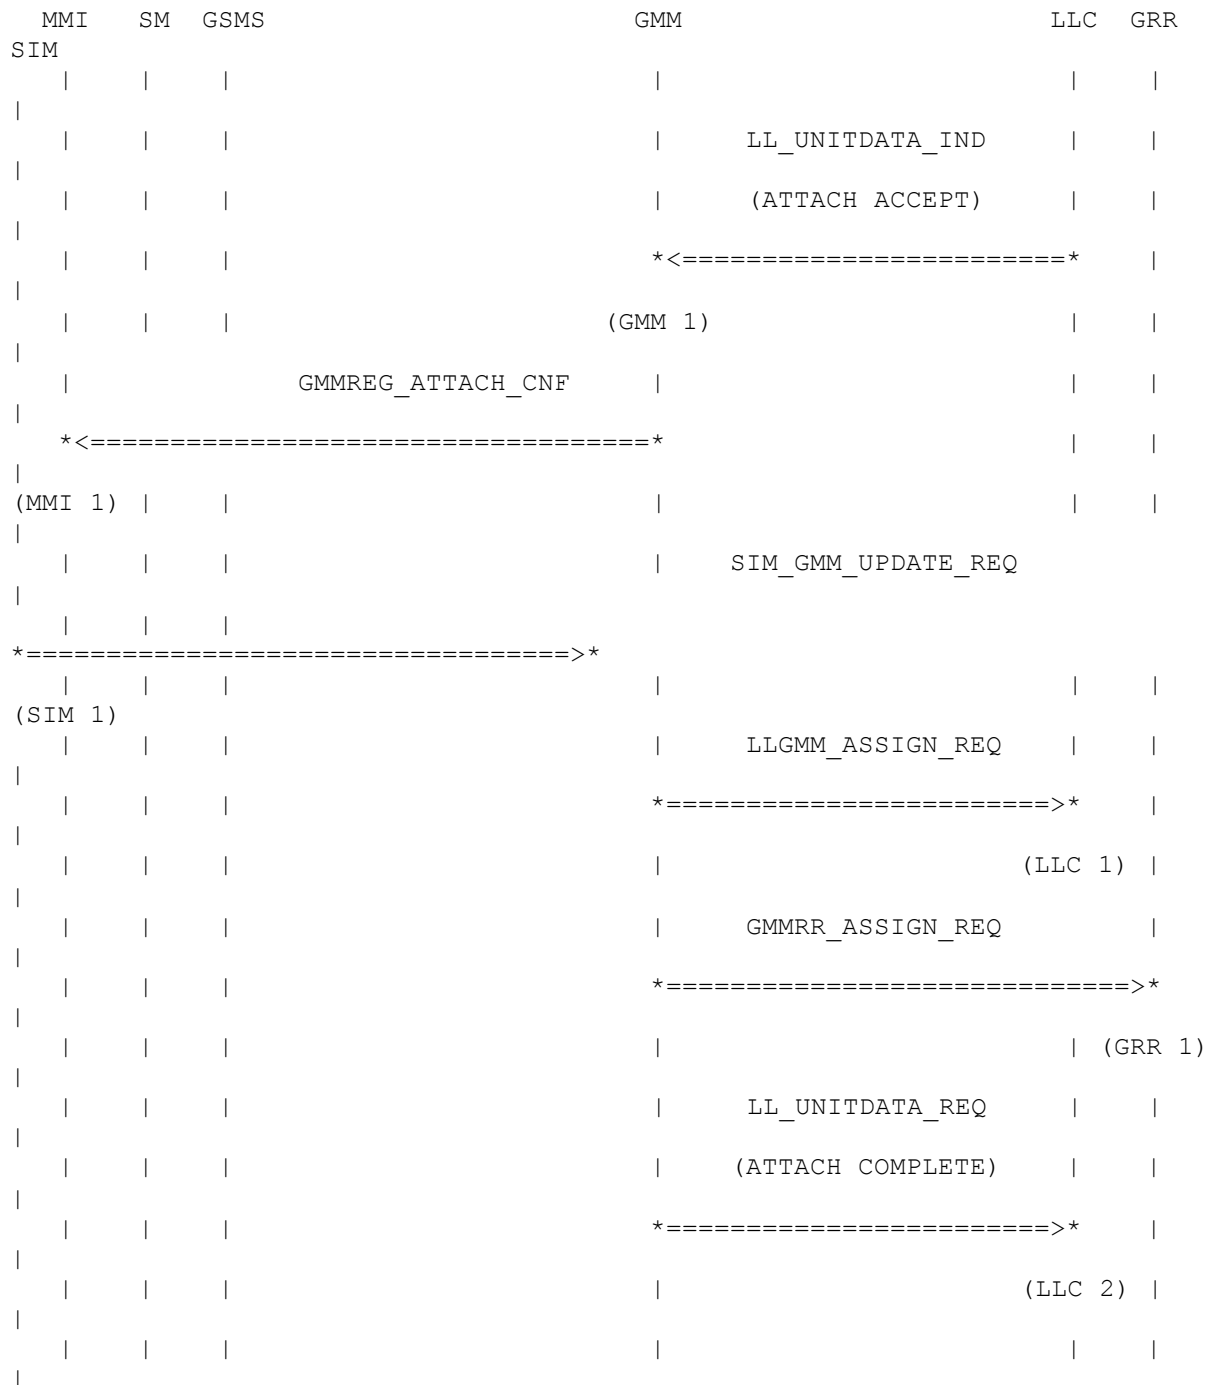 MMI SM GSMS GMM LLC GRR
SIM
| | | | | |
|
| | | | LL_UNITDATA_IND | |
|
| | | | (ATTACH ACCEPT) | |
|
| | | *<========================* |
|
| | | (GMM 1) | |
|
| GMMREG_ATTACH_CNF | | |
|
*<===================================* | |
|
(MMI 1) | | | | |
|
| | | | SIM_GMM_UPDATE_REQ
|
| | |
*==================================>*
| | | | | |
(SIM 1)
| | | | LLGMM_ASSIGN_REQ | |
|
| | | *========================>* |
|
| | | | (LLC 1) |
|
| | | | GMMRR_ASSIGN_REQ |
|
| | | *=============================>*
|
| | | | | (GRR 1)
|
| | | | LL_UNITDATA_REQ | |
|
| | | | (ATTACH COMPLETE) | |
|
| | | *========================>* |
|
| | | | (LLC 2) |
|
| | | | | |
|